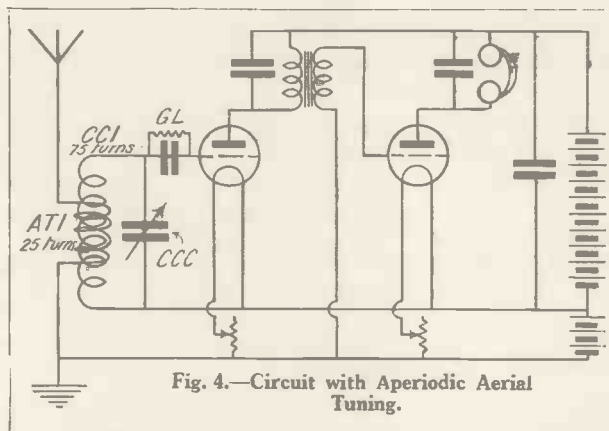 GL
CCI
75 turns
ATI
25 turns
CCC
Fig. 4.—Circuit with Aperiodic Aerial
Tuning.